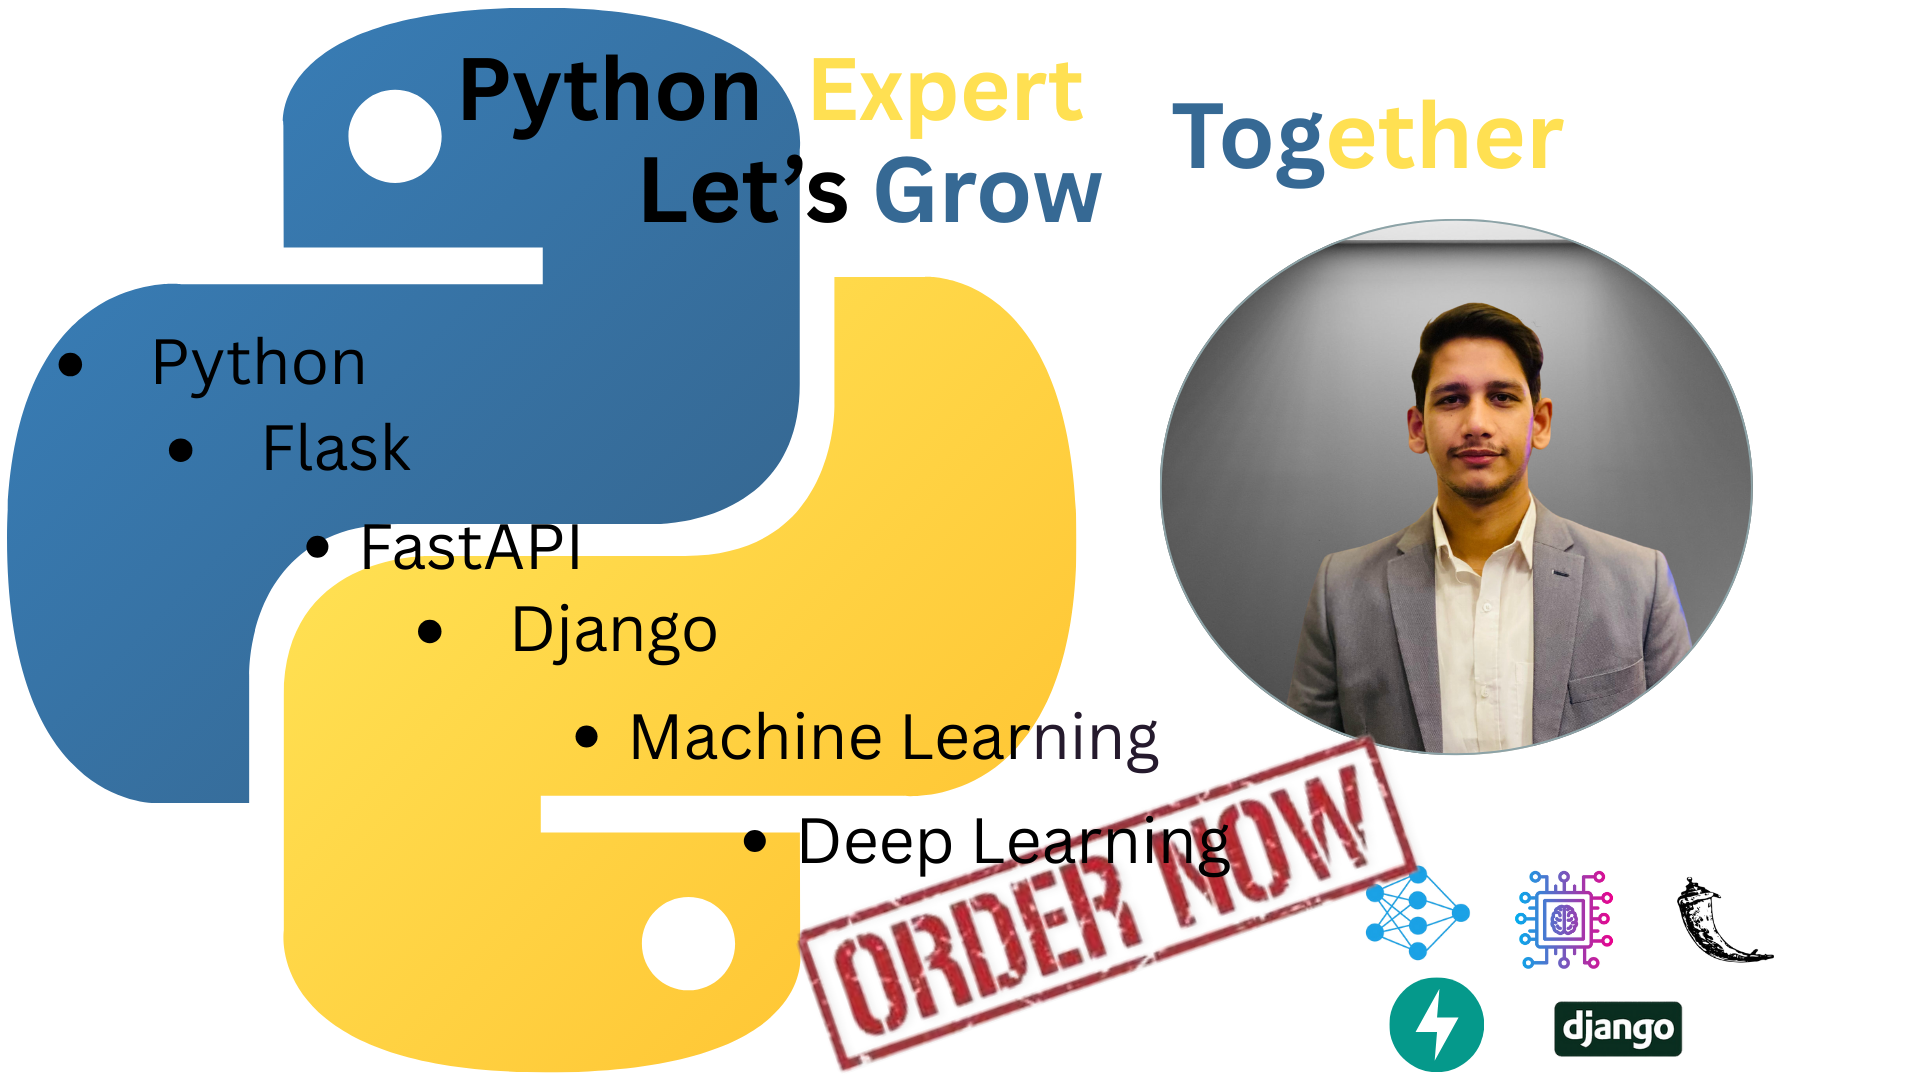 Python Expert
Let’s Grow
Together
• Python
• Flask
• FastAPI
• Django
• Machine Learning
• Deep Learning
ORDER NOW
django